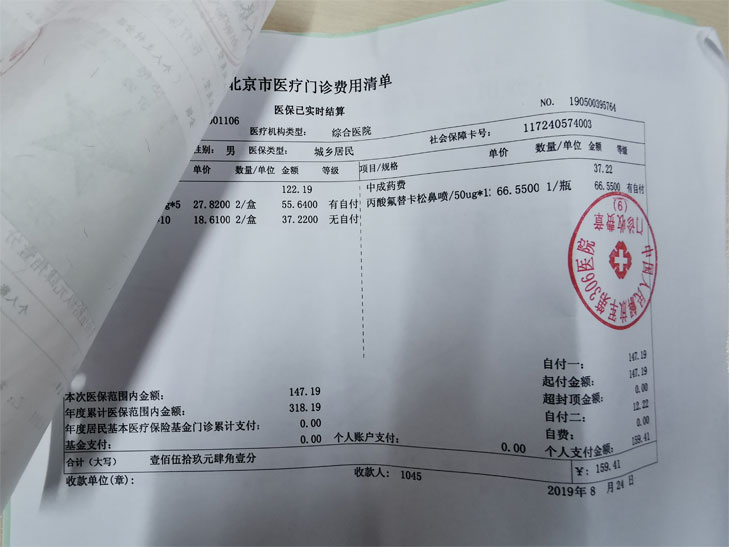 北京市医疗门诊费用清单
医保已实时结算
NO. 190500395764
001106
医疗机构类型: 综合医院 社会保障卡号: 117240574003
性别: 男 医保类型: 城乡居民
单价 数量/单位 金额 等级 项目/规格 单价 数量/单位 等级
122.19 中成药费 37.22
g*5 27.8200 2/盒 55.6400 有自付 丙酸氟替卡松鼻喷/50ug*1: 66.5500 1/瓶 66.5500 有自付
*10 18.6100 2/盒 37.2200 无自付
中国人民解放军第306医院
门诊收费章
(6)
本次医保范围内金额: 147.19
年度累计医保范围内金额: 318.19
年度居民基本医疗保险基金门诊累计支付: 0.00
基金支付: 0.00 个人账户支付: 0.00
自付一: 147.19
起付金额: 147.19
超封顶金额: 0.00
自付二: 12.22
自费: 0.00
个人支付金额: 159.41
合计(大写) 壹佰伍拾玖元肆角壹分 ¥: 159.41
收款单位(章): 收款人: 1045 2019年 8 月 24 日